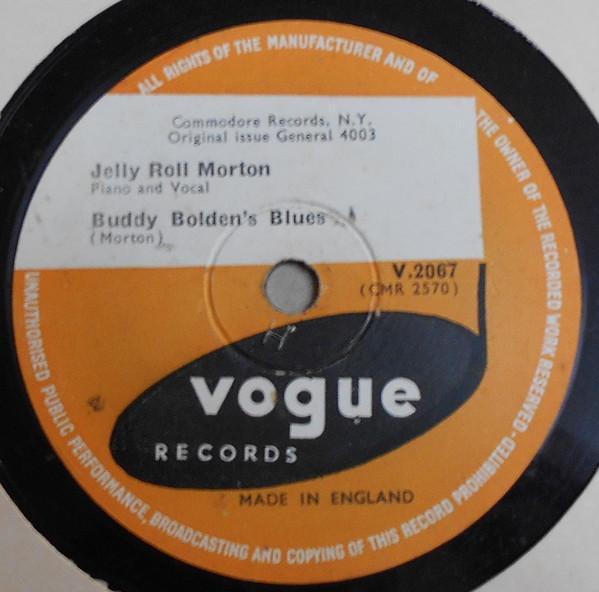 ALL RIGHTS OF THE MANUFACTURER AND OF THE OWNER OF THE RECORDED WORK RESERVED-UNAUTHORISED PUBLIC PERFORMANCE, BROADCASTING AND COPYING OF THIS RECORD PROHIBITED-
Commodore Records, N.Y.
Original issue General 4003
Jelly Roll Morton
Piano and Vocal
Buddy Bolden's Blues
(Morton)
V.2067
(CMR 2570)
vogue
RECORDS
MADE IN ENGLAND